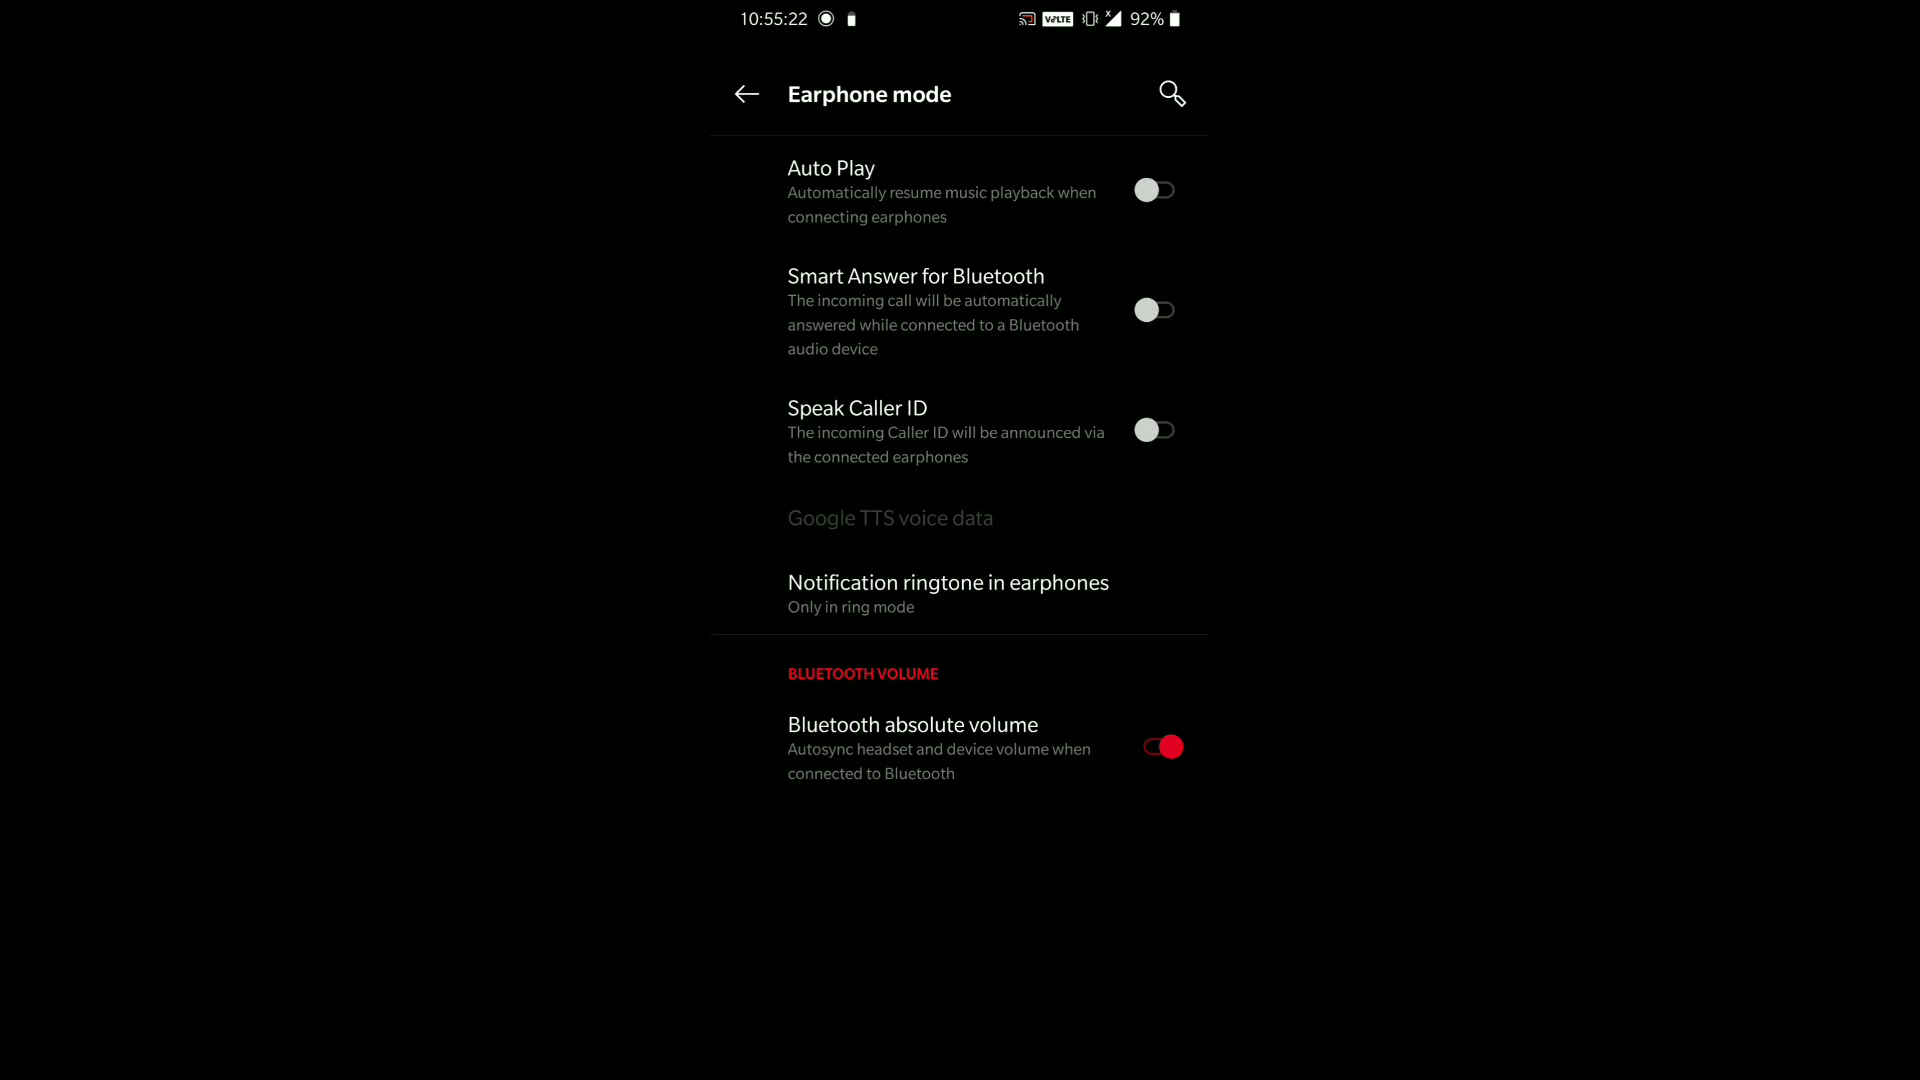 10:55:22 VoLTE 92%
Earphone mode
Auto Play
Automatically resume music playback when
connecting earphones
Smart Answer for Bluetooth
The incoming call will be automatically
answered while connected to a Bluetooth
audio device
Speak Caller ID
The incoming Caller ID will be announced via
the connected earphones
Google TTS voice data
Notification ringtone in earphones
Only in ring mode
BLUETOOTH VOLUME
Bluetooth absolute volume
Autosync headset and device volume when
connected to Bluetooth